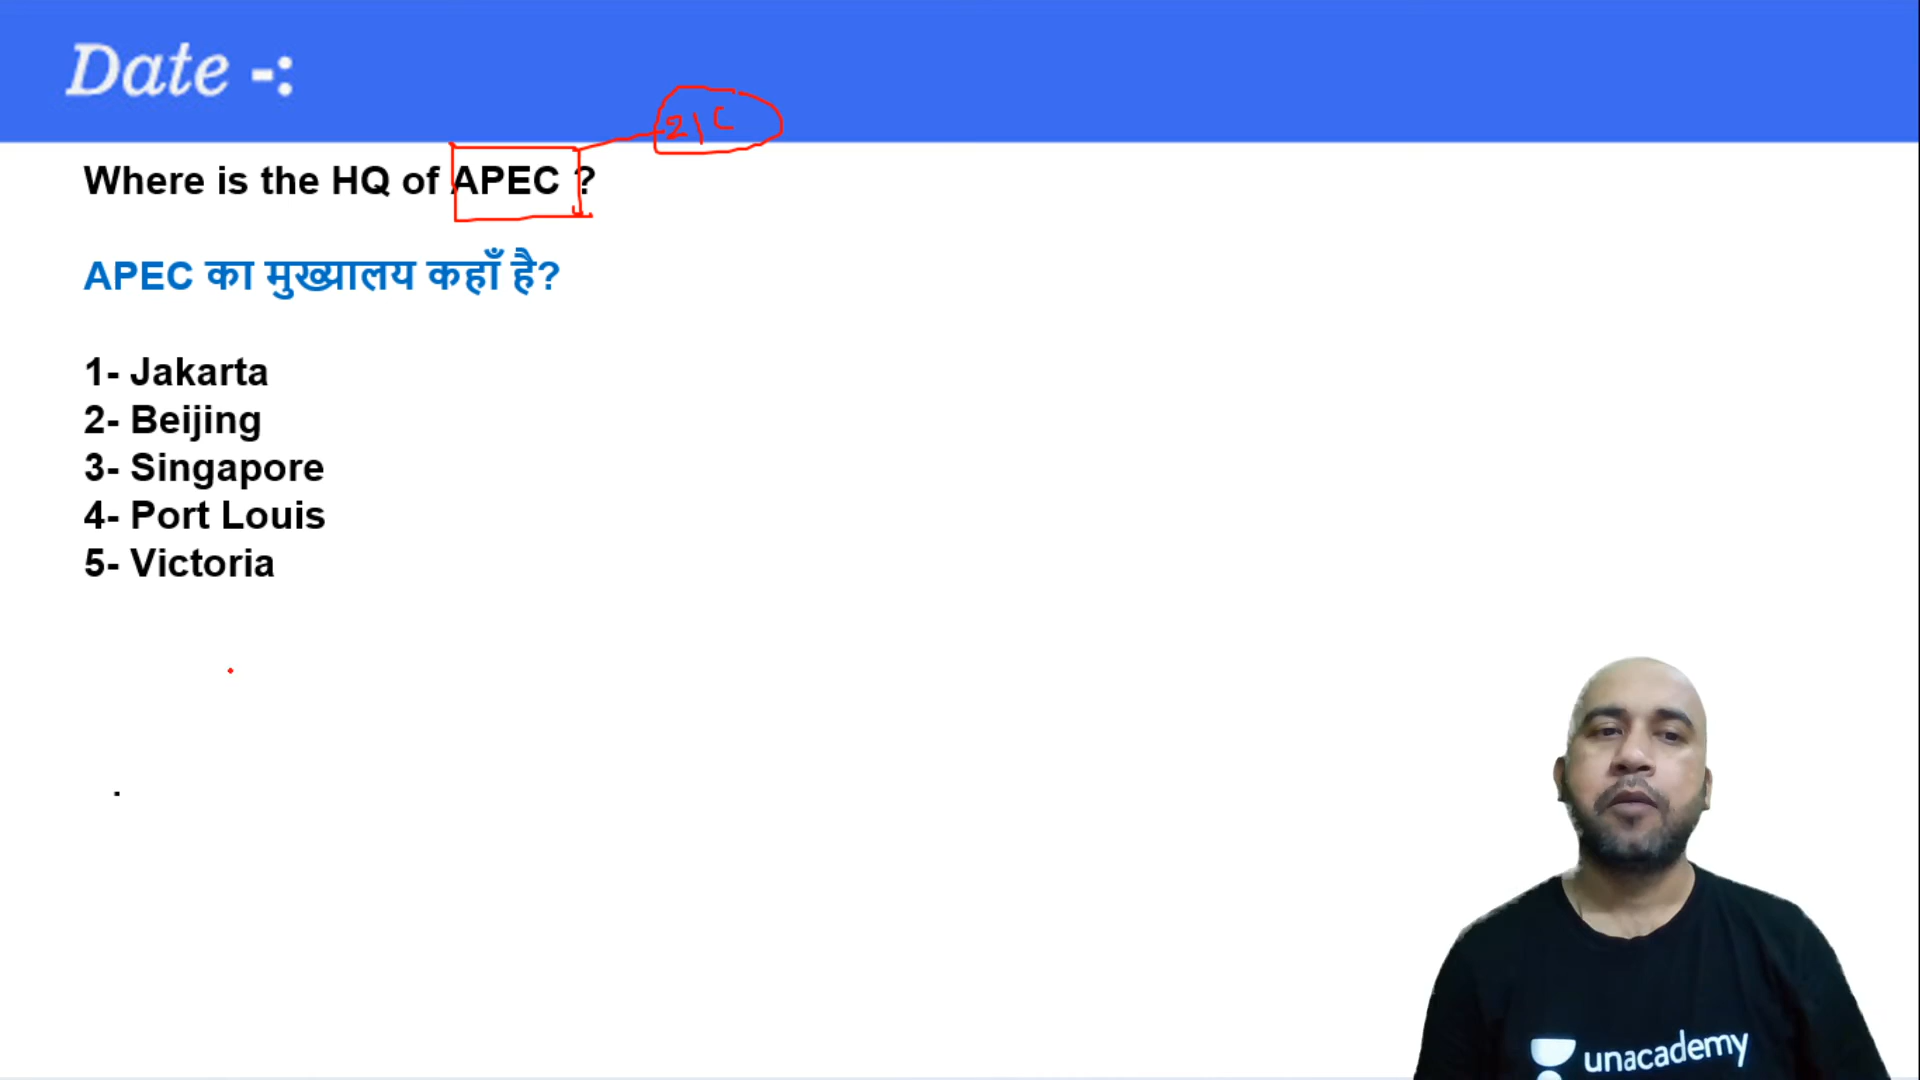 Date -:
21 C
Where is the HQ of APEC ?
APEC का मुख्यालय कहाँ है?
1- Jakarta
2- Beijing
3- Singapore
4- Port Louis
5- Victoria
unacademy